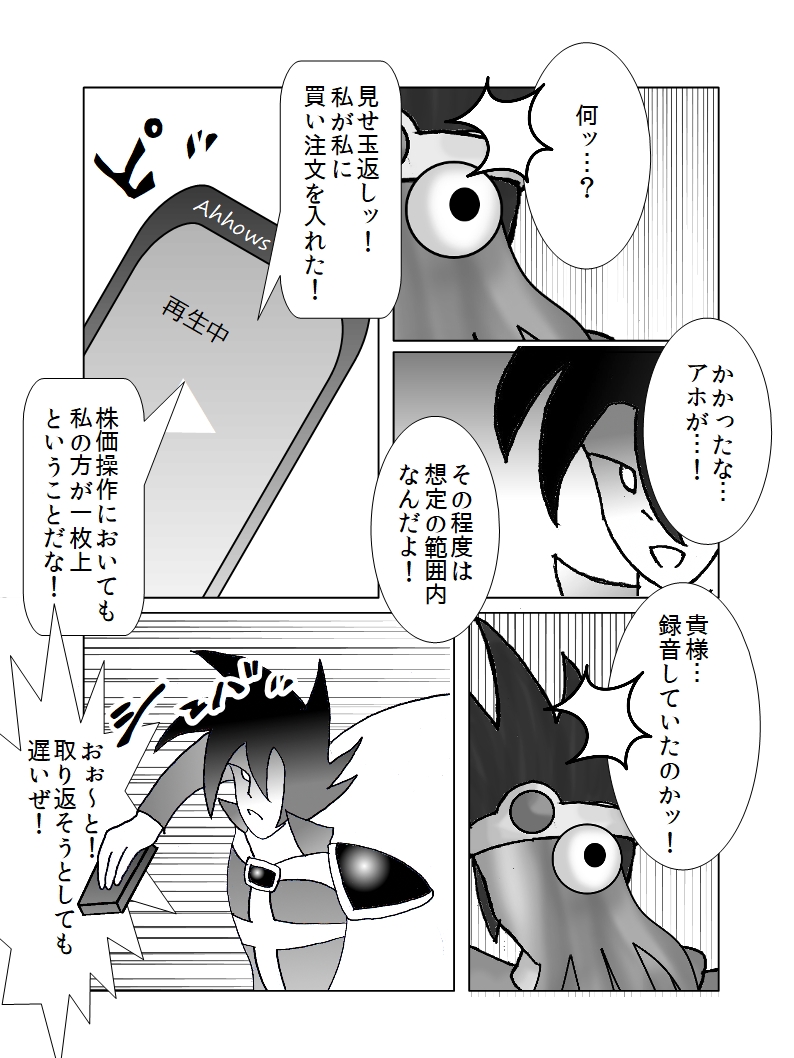 何ッ…?
見せ玉返しッ!
私が私に
買い注文を入れた!
ピッ
Ahhows
再生中
かかったな…
アホが…!
その程度は
想定の範囲内
なんだよ!
株価操作においても
私の方が一枚上
ということだな!
貴様…
録音していたのかッ!
シュバッ
おぉ~と!
取り返そうとしても
遅いぜ!